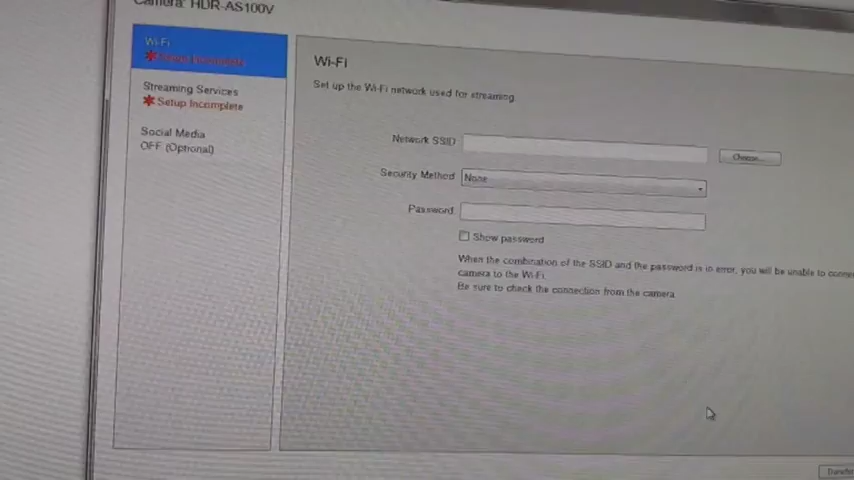 Camera: HDR-AS100V
Wi-Fi
Setup Incomplete
Streaming Services
Setup Incomplete
Social Media
OFF (Optional)
Wi-Fi
Set up the Wi-Fi network used for streaming.
Network SSID
Choose...
Security Method
None
Password
Show password
When the combination of the SSID and the password is in error, you will be unable to
camera to the Wi-Fi.
Be sure to check the connection from the camera.